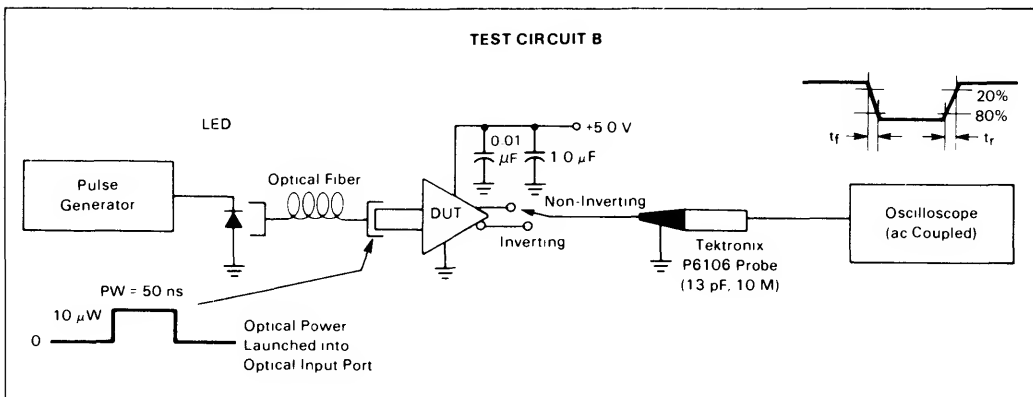 TEST CIRCUIT B
20%
80%
tf
tr
LED
+5 0 V
0.01
μF
1 0 μF
Pulse
Generator
Optical Fiber
DUT
Non-Inverting
Inverting
Tektronix
P6106 Probe
(13 pF, 10 M)
Oscilloscope
(ac Coupled)
PW = 50 ns
10 μW
0
Optical Power
Launched into
Optical Input Port